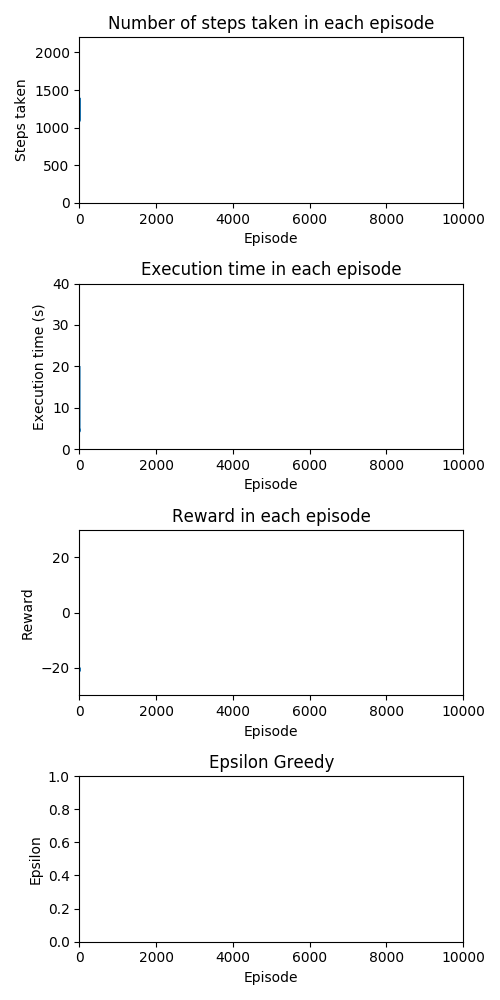 Number of steps taken in each episode
2000
1500
1000
500
0
Steps taken
0 2000 4000 6000 8000 10000
Episode
Execution time in each episode
40
30
20
10
0
Execution time (s)
0 2000 4000 6000 8000 10000
Episode
Reward in each episode
20
0
−20
Reward
0 2000 4000 6000 8000 10000
Episode
Epsilon Greedy
1.0
0.8
0.6
0.4
0.2
0.0
Epsilon
0 2000 4000 6000 8000 10000
Episode